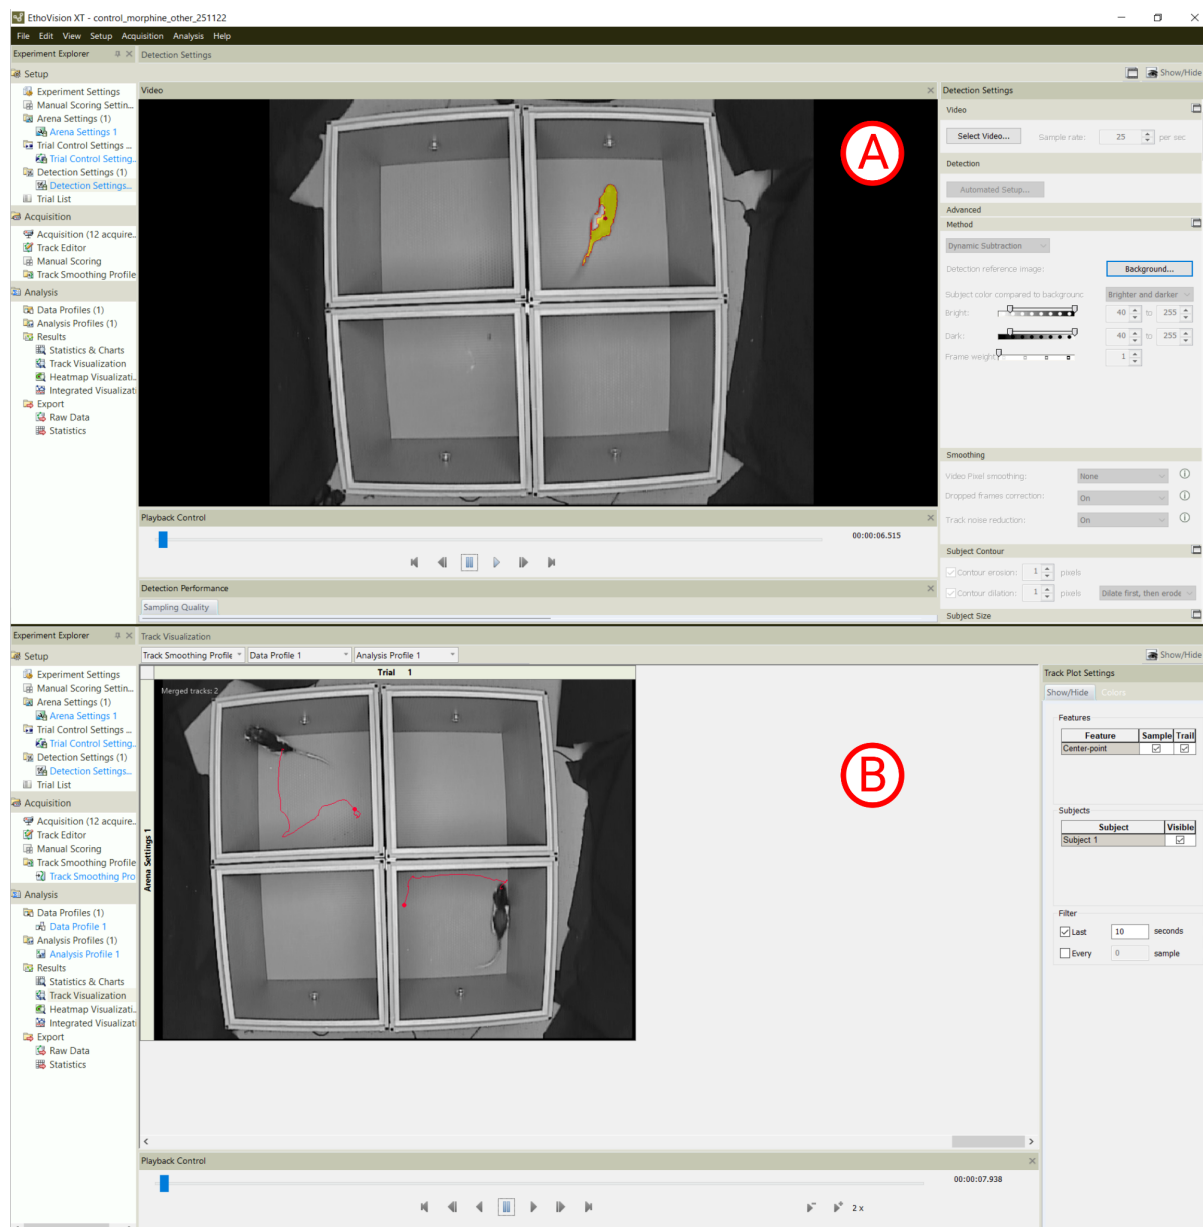 EthoVision XT - control_morphine_other_251122
File Edit View Setup Acquisition Analysis Help
Experiment Explorer
Detection Settings
Setup
Show/Hide
Experiment Settings
Manual Scoring Settin...
Arena Settings (1)
Arena Settings 1
Trial Control Settings ...
Trial Control Setting...
Detection Settings (1)
Detection Settings...
Trial List
Acquisition
Acquisition (12 acquire...
Track Editor
Manual Scoring
Track Smoothing Profile
Analysis
Data Profiles (1)
Analysis Profiles (1)
Results
Statistics & Charts
Track Visualization
Heatmap Visualizati...
Integrated Visualizati
Export
Raw Data
Statistics
Video
A
Playback Control
00:00:06.515
Detection Performance
Sampling Quality
Detection Settings
Video
Select Video... Sample rate: 25 per sec
Detection
Automated Setup...
Advanced
Method
Dynamic Subtraction
Detection reference image: Background...
Subject color compared to background: Brighter and darker
Bright: 40 to 255
Dark: 40 to 255
Frame weight: 1
Smoothing
Video Pixel smoothing: None
Dropped frames correction: On
Track noise reduction: On
Subject Contour
Contour erosion: 1 pixels
Contour dilation: 1 pixels Dilate first, then erode
Subject Size
Experiment Explorer
Track Visualization
Setup
Track Smoothing Profile Data Profile 1 Analysis Profile 1
Show/Hide
Experiment Settings
Manual Scoring Settin...
Arena Settings (1)
Arena Settings 1
Trial Control Settings ...
Trial Control Setting...
Detection Settings (1)
Detection Settings...
Trial List
Acquisition
Acquisition (12 acquire...
Track Editor
Manual Scoring
Track Smoothing Profile
Track Smoothing Pro
Analysis
Data Profiles (1)
Data Profile 1
Analysis Profiles (1)
Analysis Profile 1
Results
Statistics & Charts
Track Visualization
Heatmap Visualizati...
Integrated Visualizati
Export
Raw Data
Statistics
Trial 1
Merged tracks: 2
Arena Settings 1
B
Playback Control
00:00:07.938
2 x
Track Plot Settings
Show/Hide Colors
Features
Feature Sample Trail
Center-point
Subjects
Subject Visible
Subject 1
Filter
Last 10 seconds
Every 0 sample